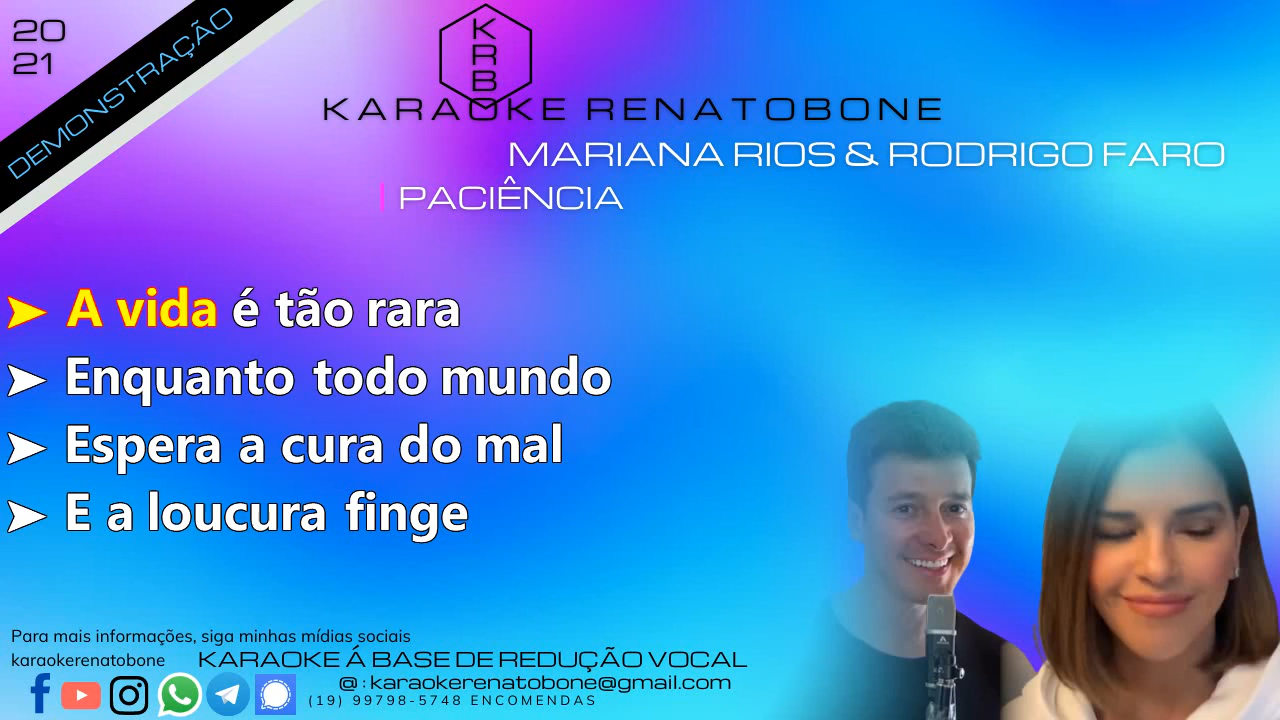 20
21
DEMONSTRAÇÃO
K
R
B
KARAOKE RENATOBONE
MARIANA RIOS & RODRIGO FARO
| PACIÊNCIA
➤ A vida é tão rara
➤ Enquanto todo mundo
➤ Espera a cura do mal
➤ E a loucura finge
Para mais informações, siga minhas mídias sociais
karaokerenatobone
KARAOKE Á BASE DE REDUÇÃO VOCAL
@ : karaokerenatobone@gmail.com
(19) 99798-5748 ENCOMENDAS